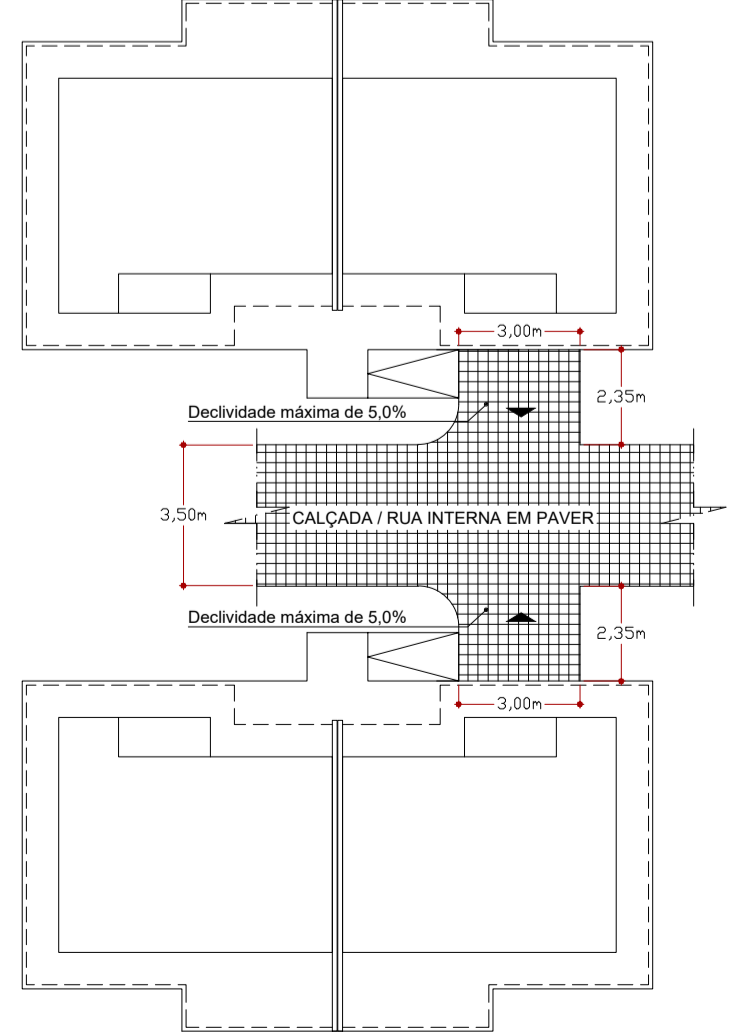 3,00m
2,35m
Declividade máxima de 5,0%
3,50m
CALÇADA / RUA INTERNA EM PAVER
Declividade máxima de 5,0%
2,35m
3,00m